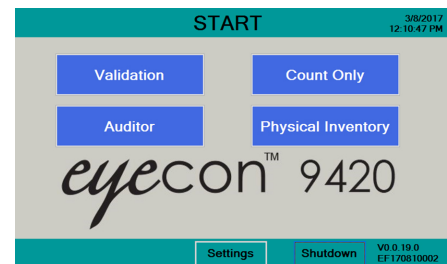 START
3/8/2017
12:10:47 PM
Validation
Count Only
Auditor
Physical Inventory
eyecon™ 9420
Settings
Shutdown
V0.0.19.0
EF170810002